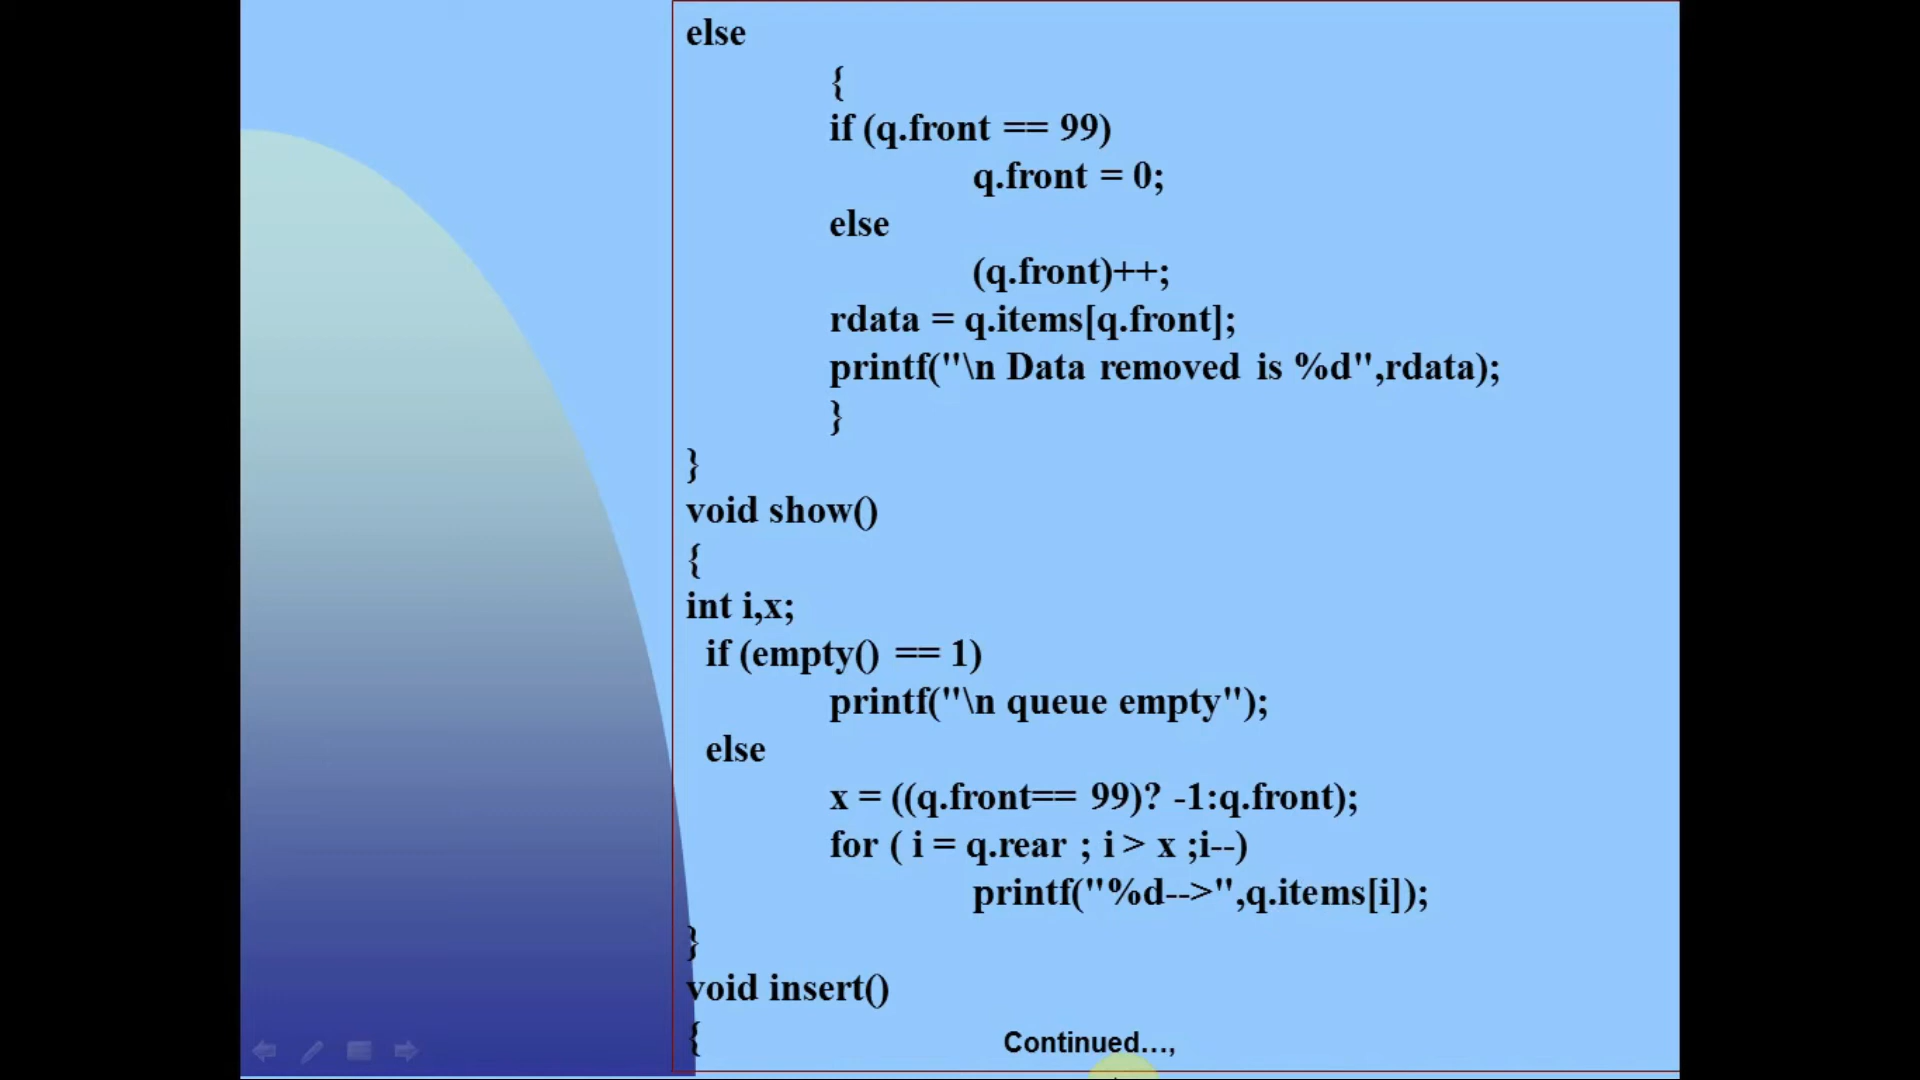 else
{
if (q.front == 99)
q.front = 0;
else
(q.front)++;
rdata = q.items[q.front];
printf("\n Data removed is %d",rdata);
}
}
void show()
{
int i,x;
if (empty() == 1)
printf("\n queue empty");
else
x = ((q.front== 99)? -1:q.front);
for ( i = q.rear ; i > x ;i--)
printf("%d-->",q.items[i]);
}
void insert()
{
Continued...,